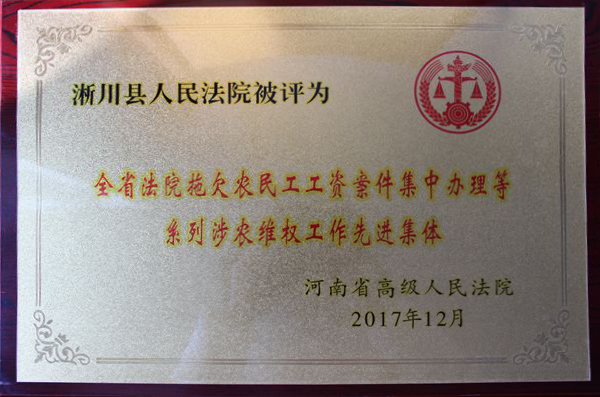 淅川县人民法院被评为
全省法院拖欠农民工工资案件集中办理等
系列涉农维权工作先进集体
河南省高级人民法院
2017年12月